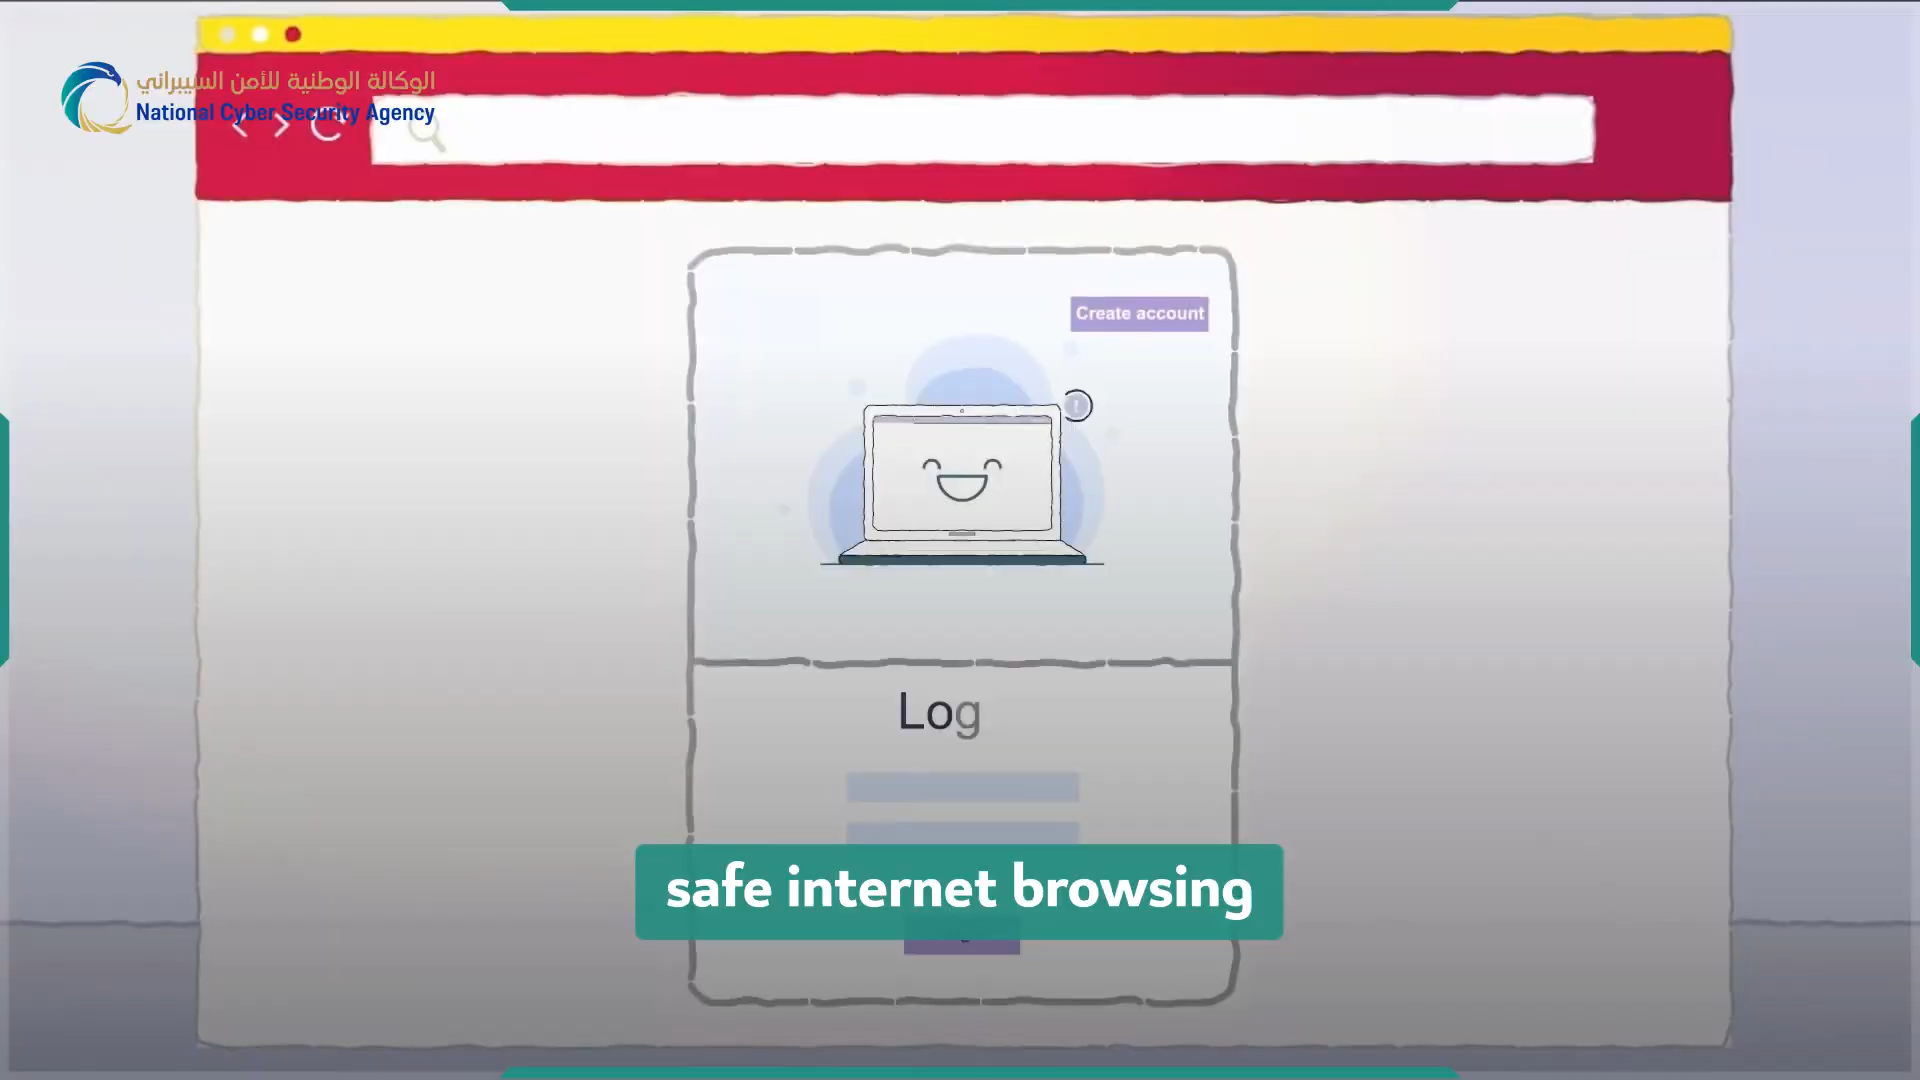 الوكالة الوطنية للأمن السيبراني
National Cyber Security Agency
Create account
Log
safe internet browsing